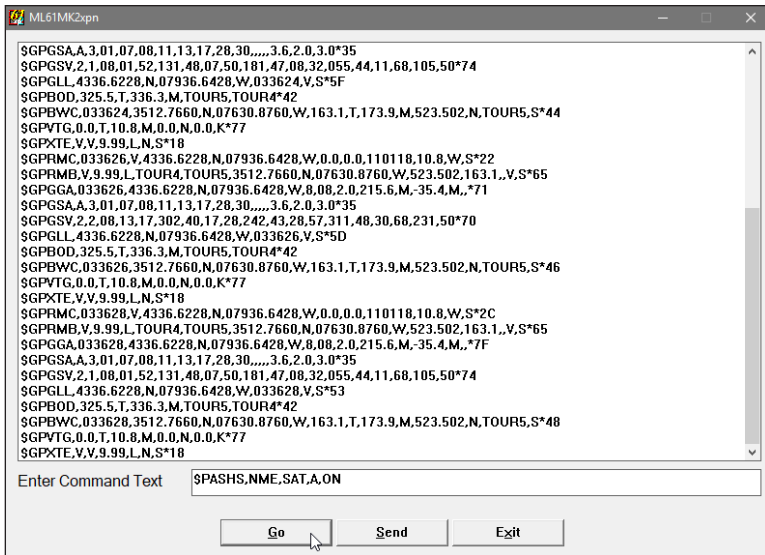 ML61MK2xpn
$GPGSA,A,3,01,07,08,11,13,17,28,30,,,,,3.6,2.0,3.0*35
$GPGSV,2,1,08,01,52,131,48,07,50,181,47,08,32,055,44,11,68,105,50*74
$GPGLL,4336.6228,N,07936.6428,W,033624,V,S*5F
$GPBOD,325.5,T,336.3,M,TOUR5,TOUR4*42
$GPBWC,033624,3512.7660,N,07630.8760,W,163.1,T,173.9,M,523.502,N,TOUR5,S*44
$GPVTG,0.0,T,10.8,M,0.0,N,0.0,K*77
$GPXTE,V,V,9.99,L,N,S*18
$GPRMC,033626,V,4336.6228,N,07936.6428,W,0.0,0.0,110118,10.8,W,S*22
$GPRMB,V,9.99,L,TOUR4,TOUR5,3512.7660,N,07630.8760,W,523.502,163.1,,V,S*65
$GPGGA,033626,4336.6228,N,07936.6428,W,8,08,2.0,215.6,M,-35.4,M,,*71
$GPGSA,A,3,01,07,08,11,13,17,28,30,,,,,3.6,2.0,3.0*35
$GPGSV,2,2,08,13,17,302,40,17,28,242,43,28,57,311,48,30,68,231,50*70
$GPGLL,4336.6228,N,07936.6428,W,033626,V,S*5D
$GPBOD,325.5,T,336.3,M,TOUR5,TOUR4*42
$GPBWC,033626,3512.7660,N,07630.8760,W,163.1,T,173.9,M,523.502,N,TOUR5,S*46
$GPVTG,0.0,T,10.8,M,0.0,N,0.0,K*77
$GPXTE,V,V,9.99,L,N,S*18
$GPRMC,033628,V,4336.6228,N,07936.6428,W,0.0,0.0,110118,10.8,W,S*2C
$GPRMB,V,9.99,L,TOUR4,TOUR5,3512.7660,N,07630.8760,W,523.502,163.1,,V,S*65
$GPGGA,033628,4336.6228,N,07936.6428,W,8,08,2.0,215.6,M,-35.4,M,,*7F
$GPGSA,A,3,01,07,08,11,13,17,28,30,,,,,3.6,2.0,3.0*35
$GPGSV,2,1,08,01,52,131,48,07,50,181,47,08,32,055,44,11,68,105,50*74
$GPGLL,4336.6228,N,07936.6428,W,033628,V,S*53
$GPBOD,325.5,T,336.3,M,TOUR5,TOUR4*42
$GPBWC,033628,3512.7660,N,07630.8760,W,163.1,T,173.9,M,523.502,N,TOUR5,S*48
$GPVTG,0.0,T,10.8,M,0.0,N,0.0,K*77
$GPXTE,V,V,9.99,L,N,S*18
Enter Command Text $PASHS,NME,SAT,A,ON
Go Send Exit